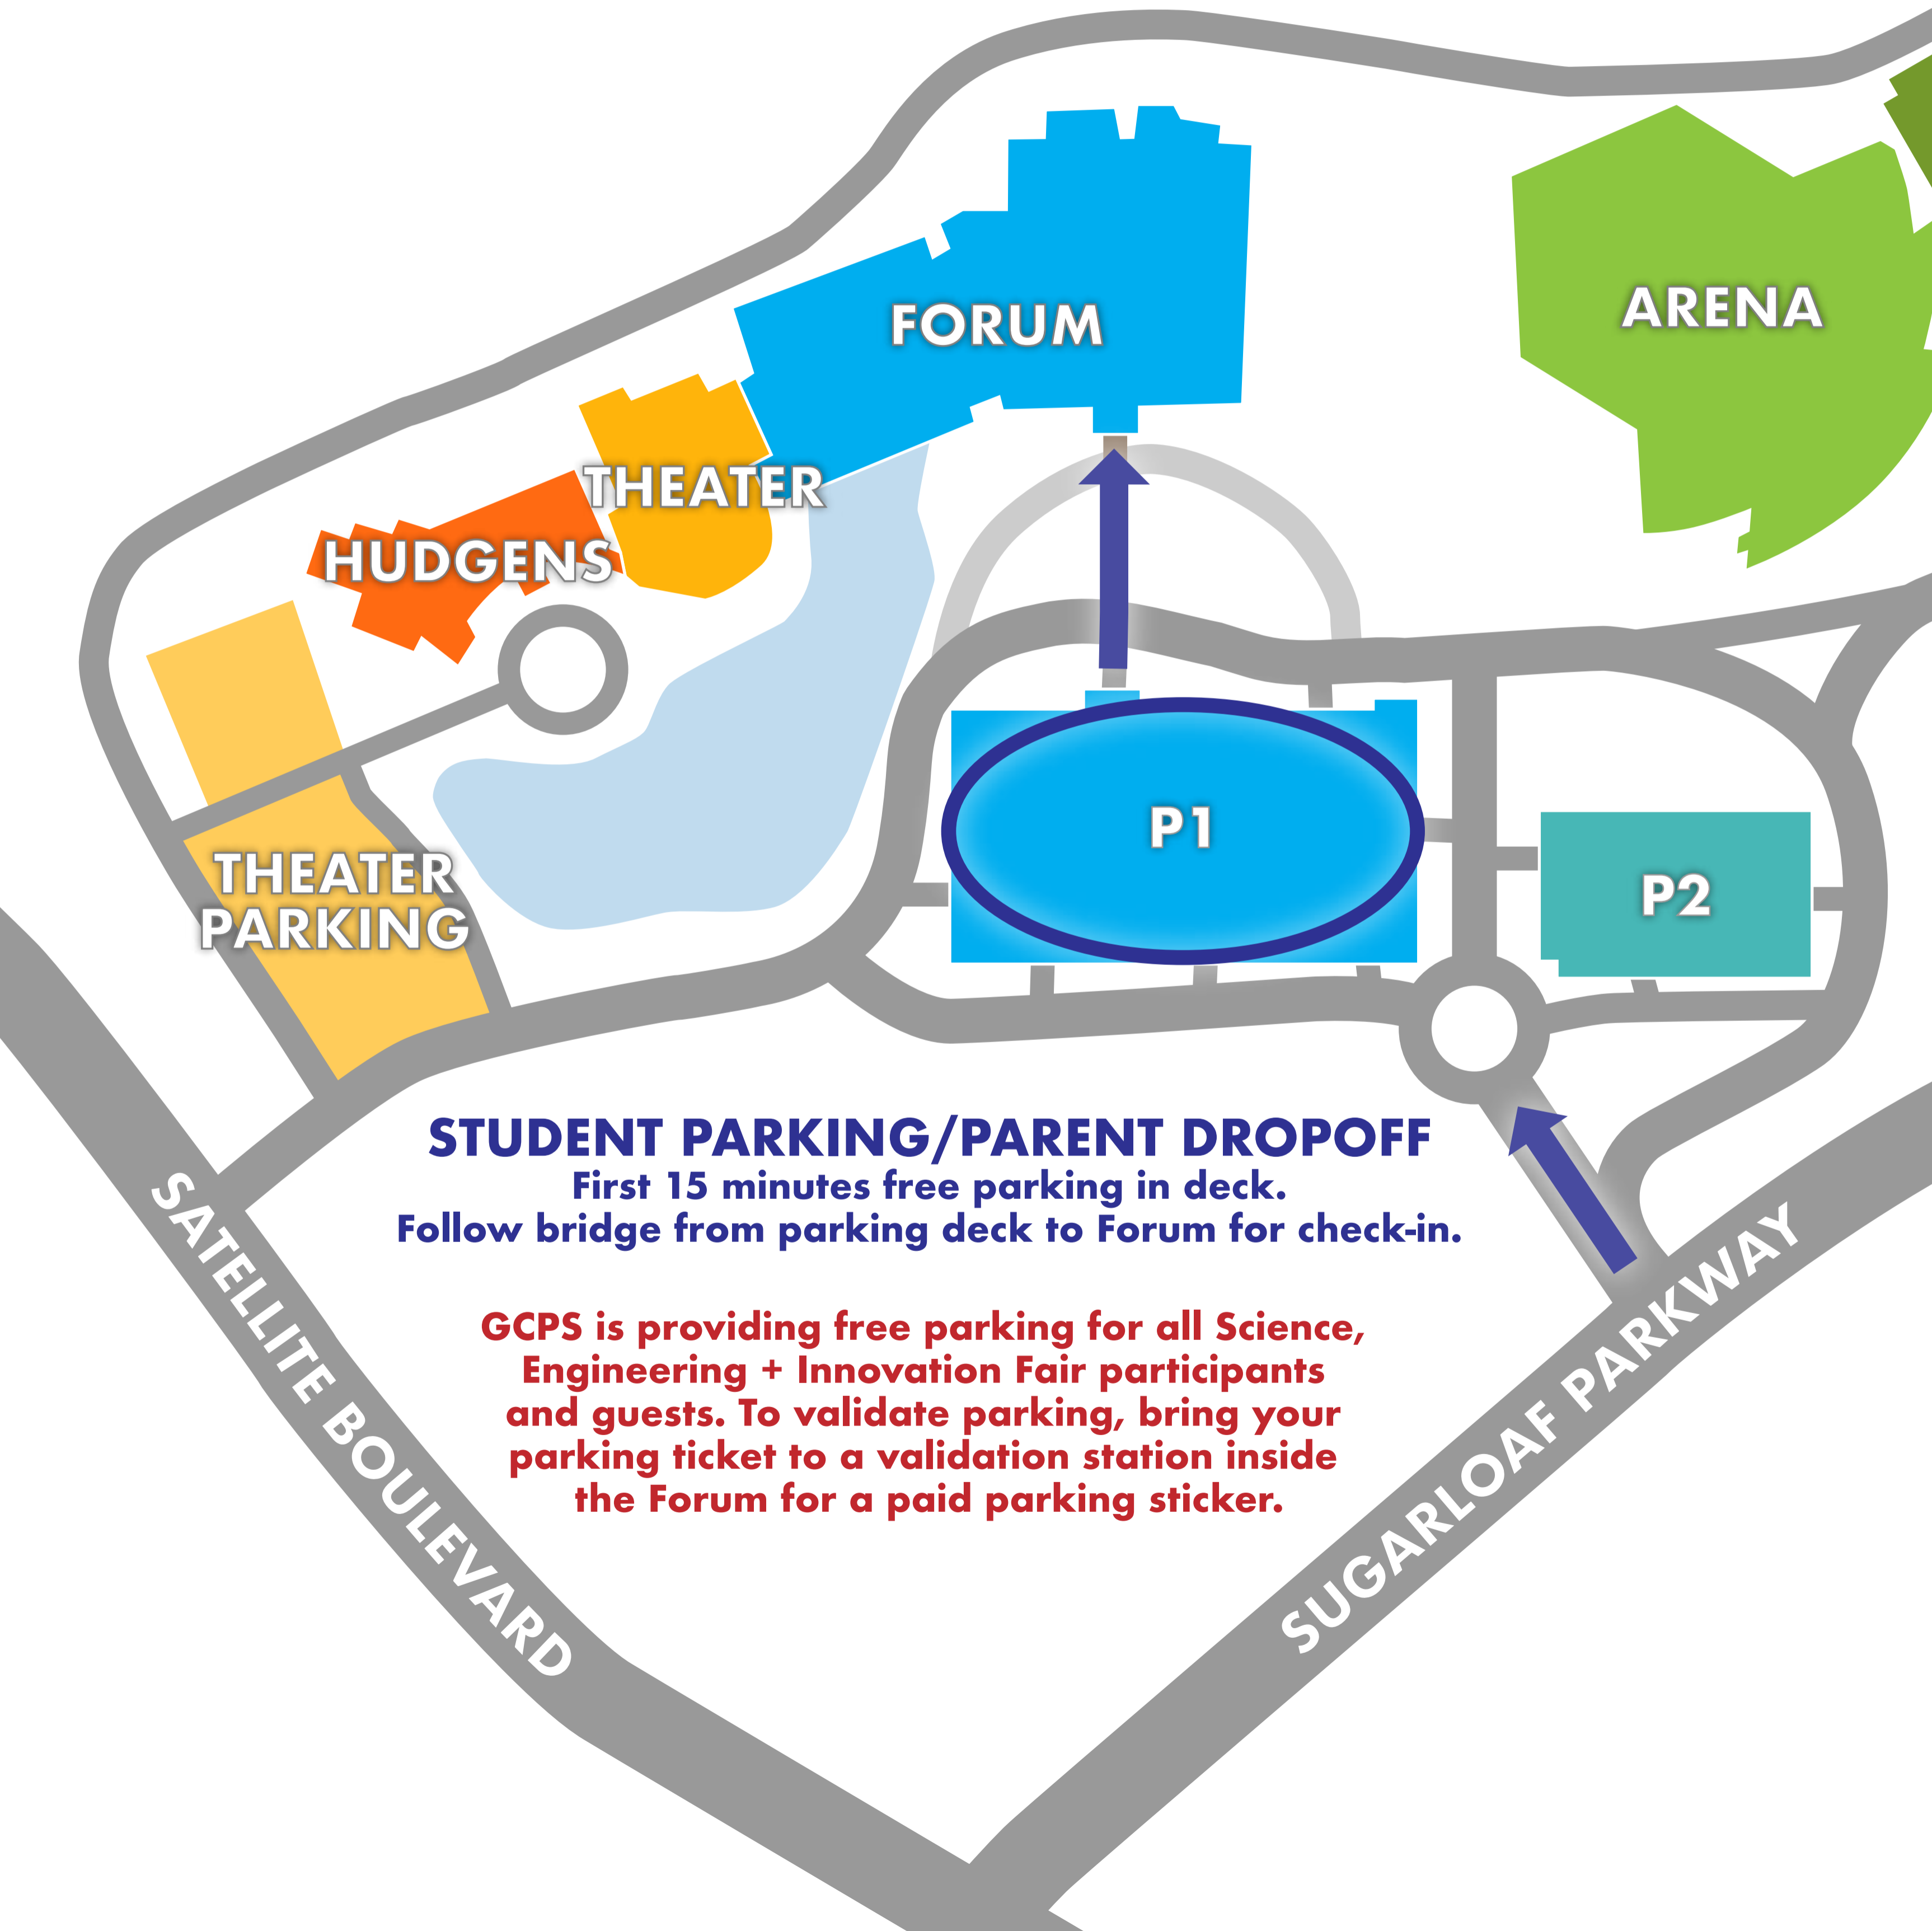 FORUM
ARENA
THEATER
HUDGENS
P1
THEATER
PARKING
P2
STUDENT PARKING/PARENT DROPOFF
First 15 minutes free parking in deck.
Follow bridge from parking deck to Forum for check-in.
GCPS is providing free parking for all Science,
Engineering + Innovation Fair participants
and guests. To validate parking, bring your
parking ticket to a validation station inside
the Forum for a paid parking sticker.
SATELLITE BOULEVARD
SUGARLOAF PARKWAY